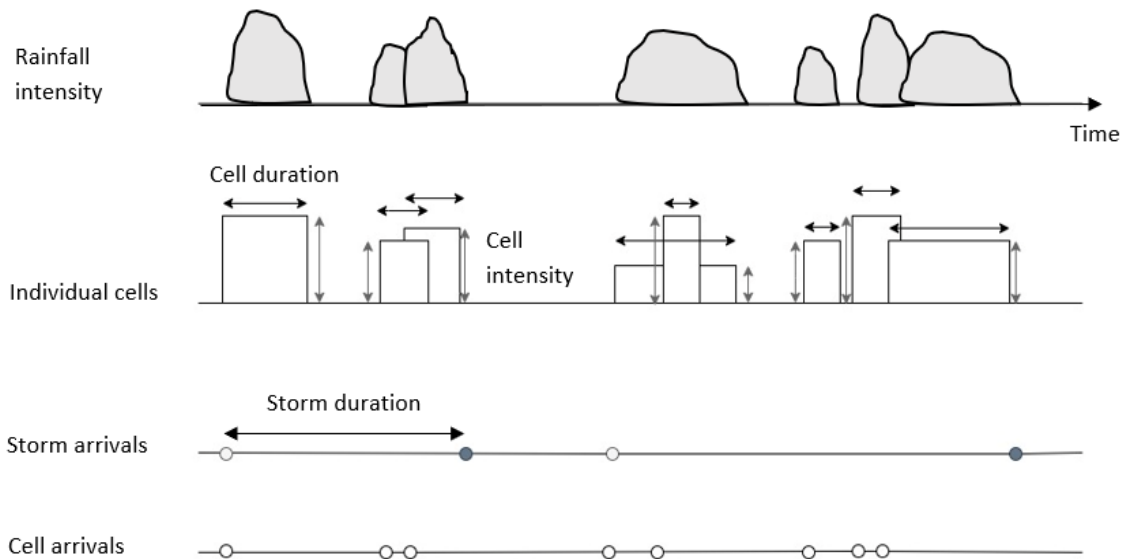 Rainfall
intensity
Time
Cell duration
Cell
intensity
Individual cells
Storm duration
Storm arrivals
Cell arrivals